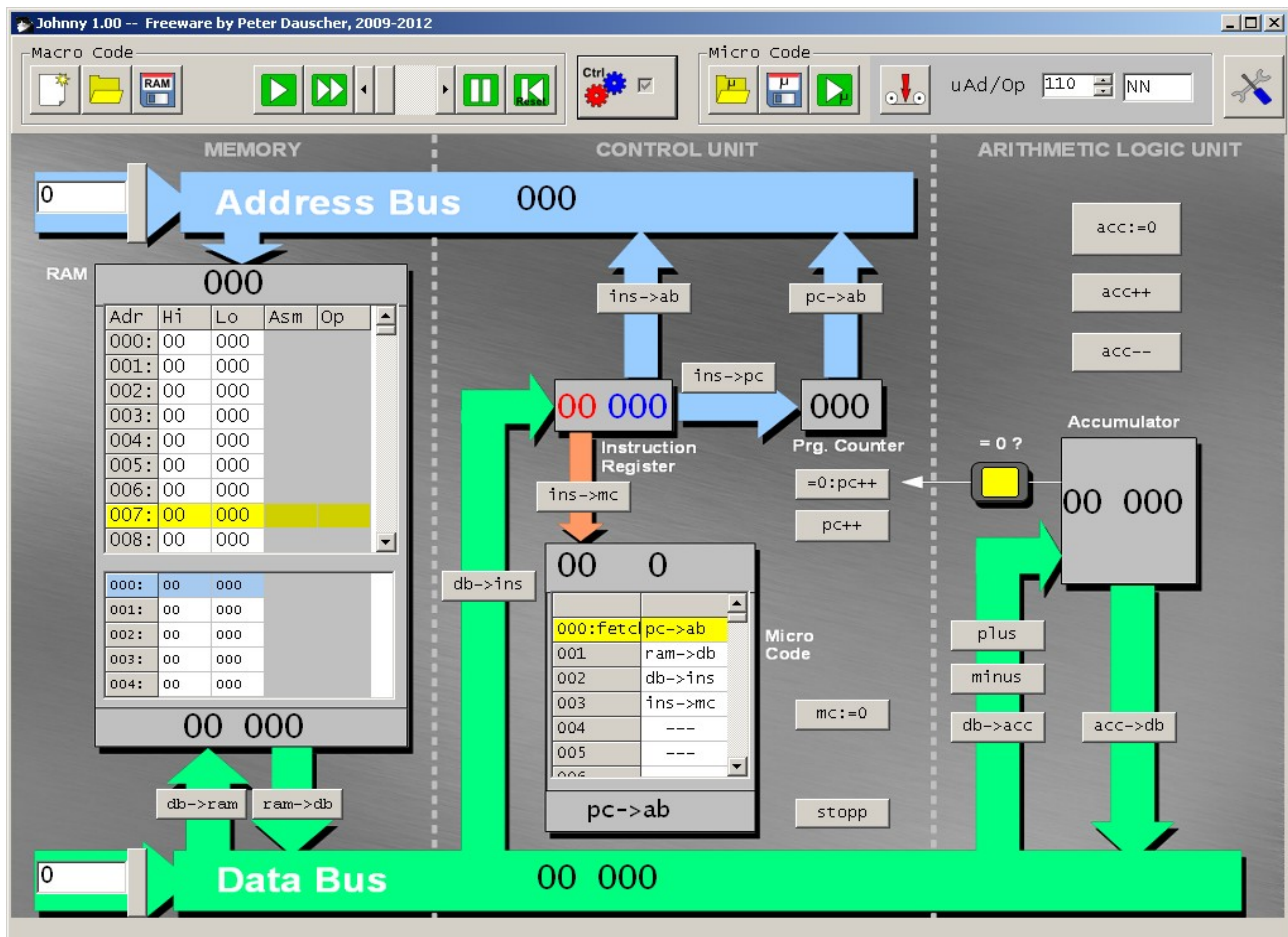 Johnny 1.00 -- Freeware by Peter Dauscher, 2009-2012
Macro Code
RAM
Reset
Ctrl
Micro Code
µ
µ
µ
uAd/Op 110 NN
MEMORY
CONTROL UNIT
ARITHMETIC LOGIC UNIT
0
Address Bus 000
RAM
000
Adr Hi Lo Asm Op
000: 00 000
001: 00 000
002: 00 000
003: 00 000
004: 00 000
005: 00 000
006: 00 000
007: 00 000
008: 00 000
000: 00 000
001: 00 000
002: 00 000
003: 00 000
004: 00 000
00 000
db->ram
ram->db
ins->ab
pc->ab
ins->pc
00 000
000
Instruction
Register
Prg. Counter
=0:pc++
pc++
ins->mc
db->ins
00 0
000:fetcl pc->ab
001 ram->db
002 db->ins
003 ins->mc
004 ---
005 ---
006
pc->ab
Micro
Code
mc:=0
stopp
acc:=0
acc++
acc--
Accumulator
= 0 ?
00 000
plus
minus
db->acc
acc->db
0
Data Bus 00 000